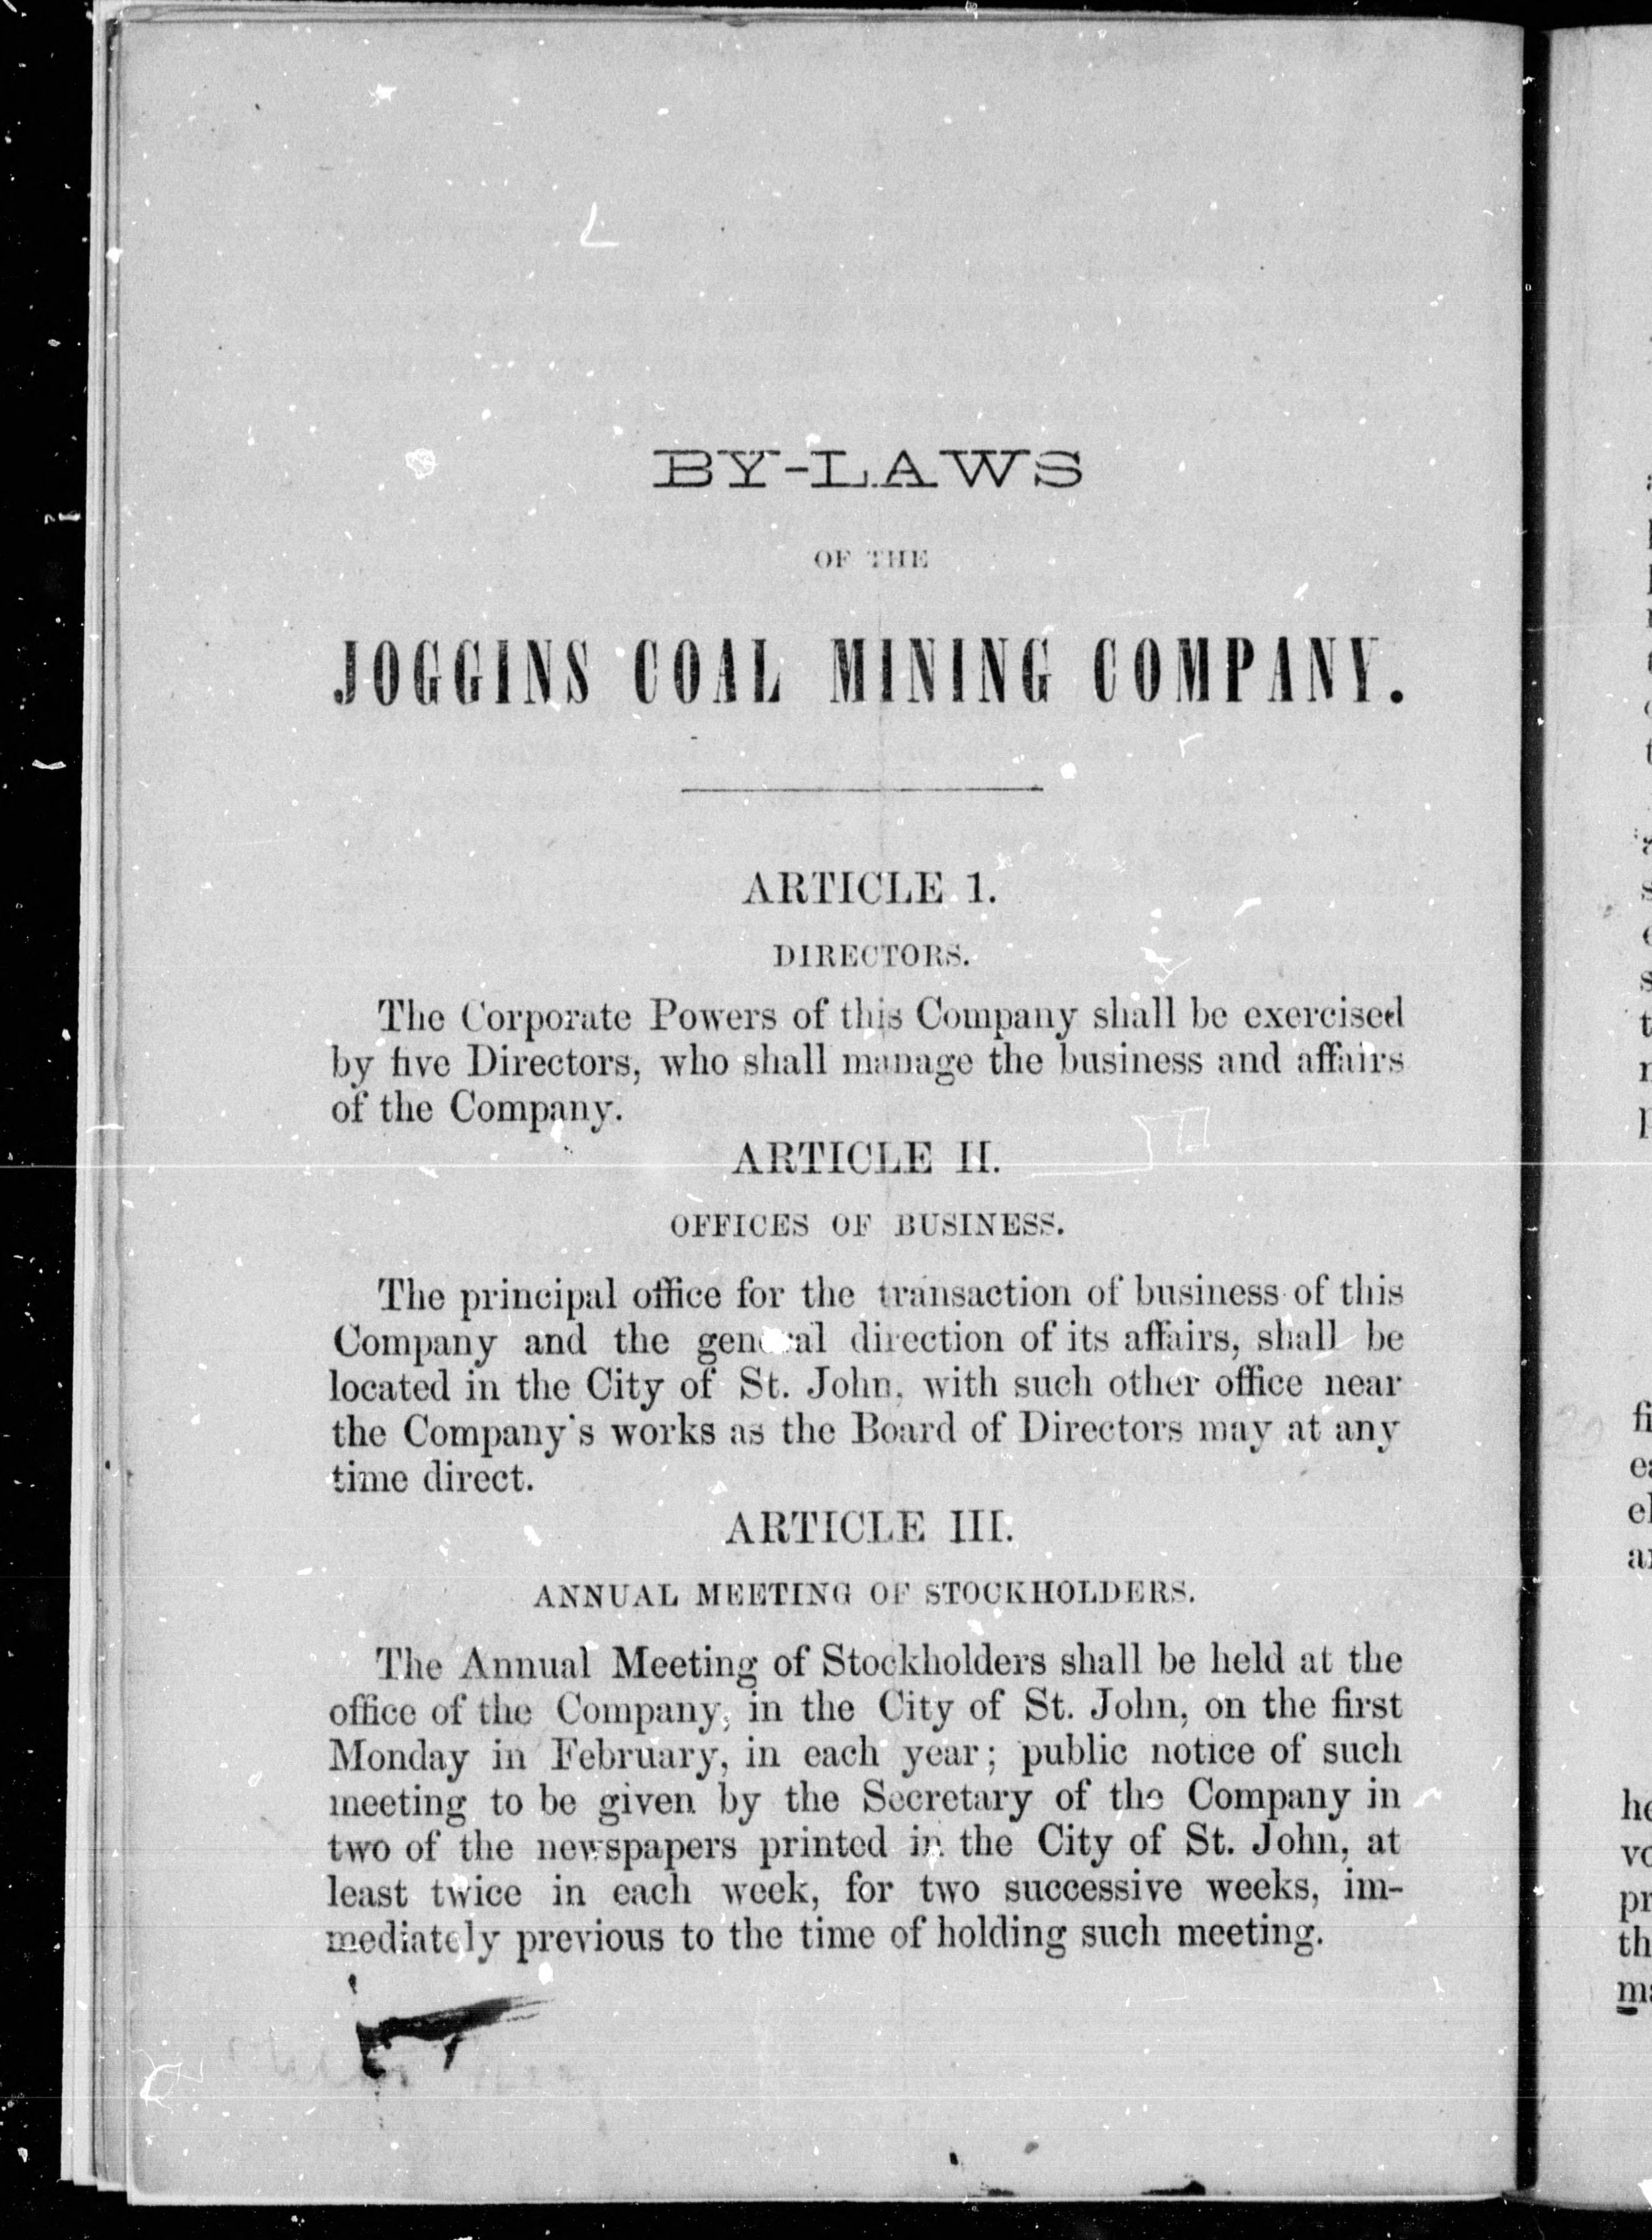 BY-LAWS
OF THE
JOGGINS COAL MINING COMPANY.
ARTICLE 1.
DIRECTORS.
The Corporate Powers of this Company shall be exercised
by five Directors, who shall manage the business and affairs
of the Company.
ARTICLE II.
OFFICES OF BUSINESS.
The principal office for the transaction of business of this
Company and the general direction of its affairs, shall be
located in the City of St. John, with such other office near
the Company's works as the Board of Directors may at any
time direct.
ARTICLE III.
ANNUAL MEETING OF STOCKHOLDERS.
The Annual Meeting of Stockholders shall be held at the
office of the Company, in the City of St. John, on the first
Monday in February, in each year; public notice of such
meeting to be given by the Secretary of the Company in
two of the newspapers printed in the City of St. John, at
least twice in each week, for two successive weeks, im-
mediately previous to the time of holding such meeting.